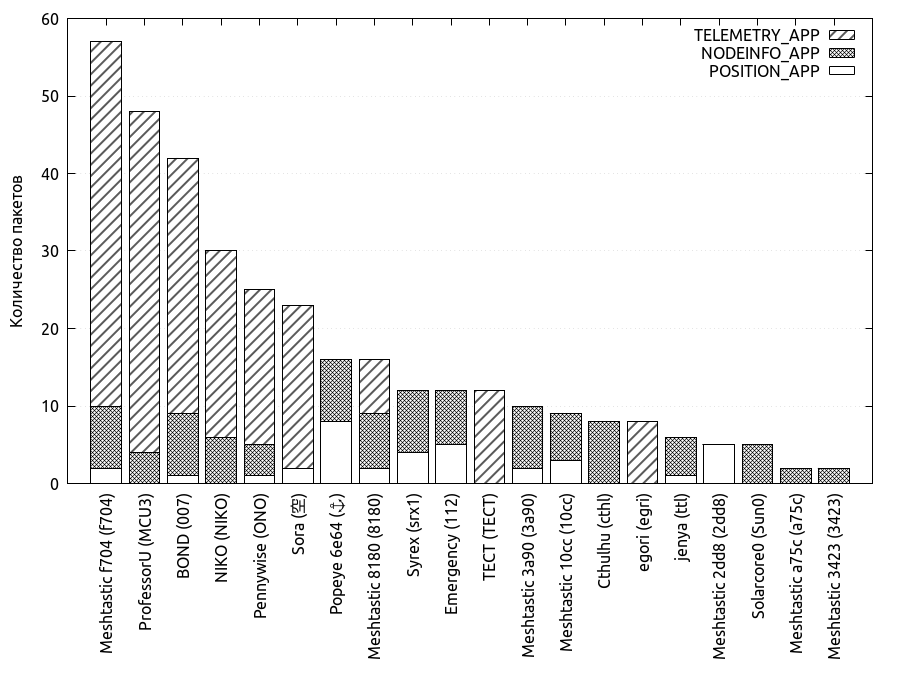 TELEMETRY_APP
NODEINFO_APP
POSITION_APP
Количество пакетов
60
50
40
30
20
10
0
Meshtastic f704 (f704)
ProfessorU (MCU3)
BOND (007)
NIKO (NIKO)
Pennywise (ONO)
Sora (空)
Popeye 6e64 (⚓)
Meshtastic 8180 (8180)
Syrex (srx1)
Emergency (112)
ТЕСТ (ТЕСТ)
Meshtastic 3a90 (3a90)
Meshtastic 10cc (10cc)
Cthulhu (cthl)
egori (egri)
jenya (ttl)
Meshtastic 2dd8 (2dd8)
Solarcore0 (Sun0)
Meshtastic a75c (a75c)
Meshtastic 3423 (3423)